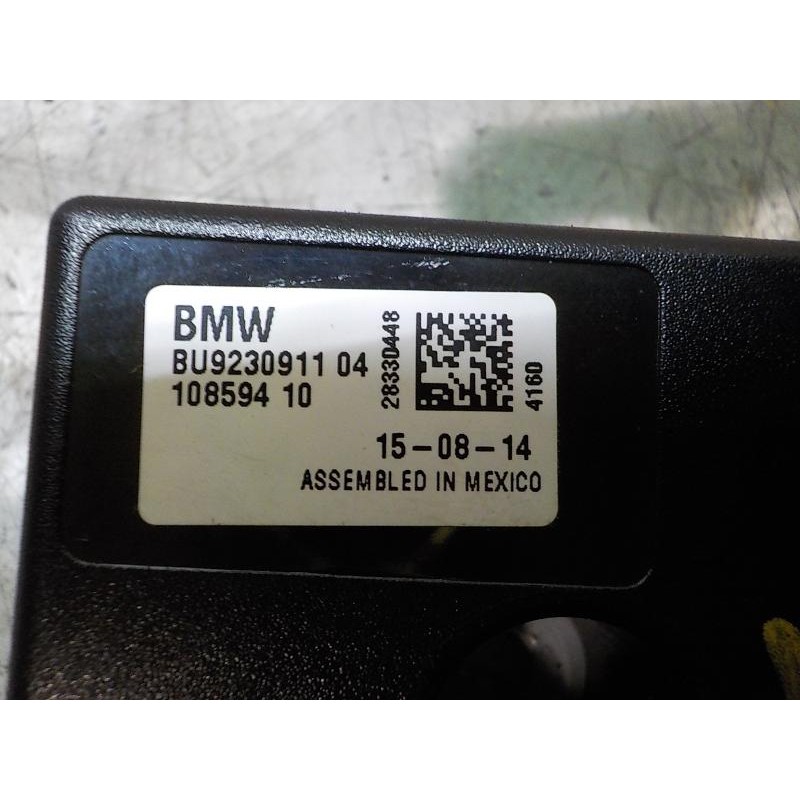 BMW
BU9230911 04
108594 10
28330448
4160
15-08-14
ASSEMBLED IN MEXICO